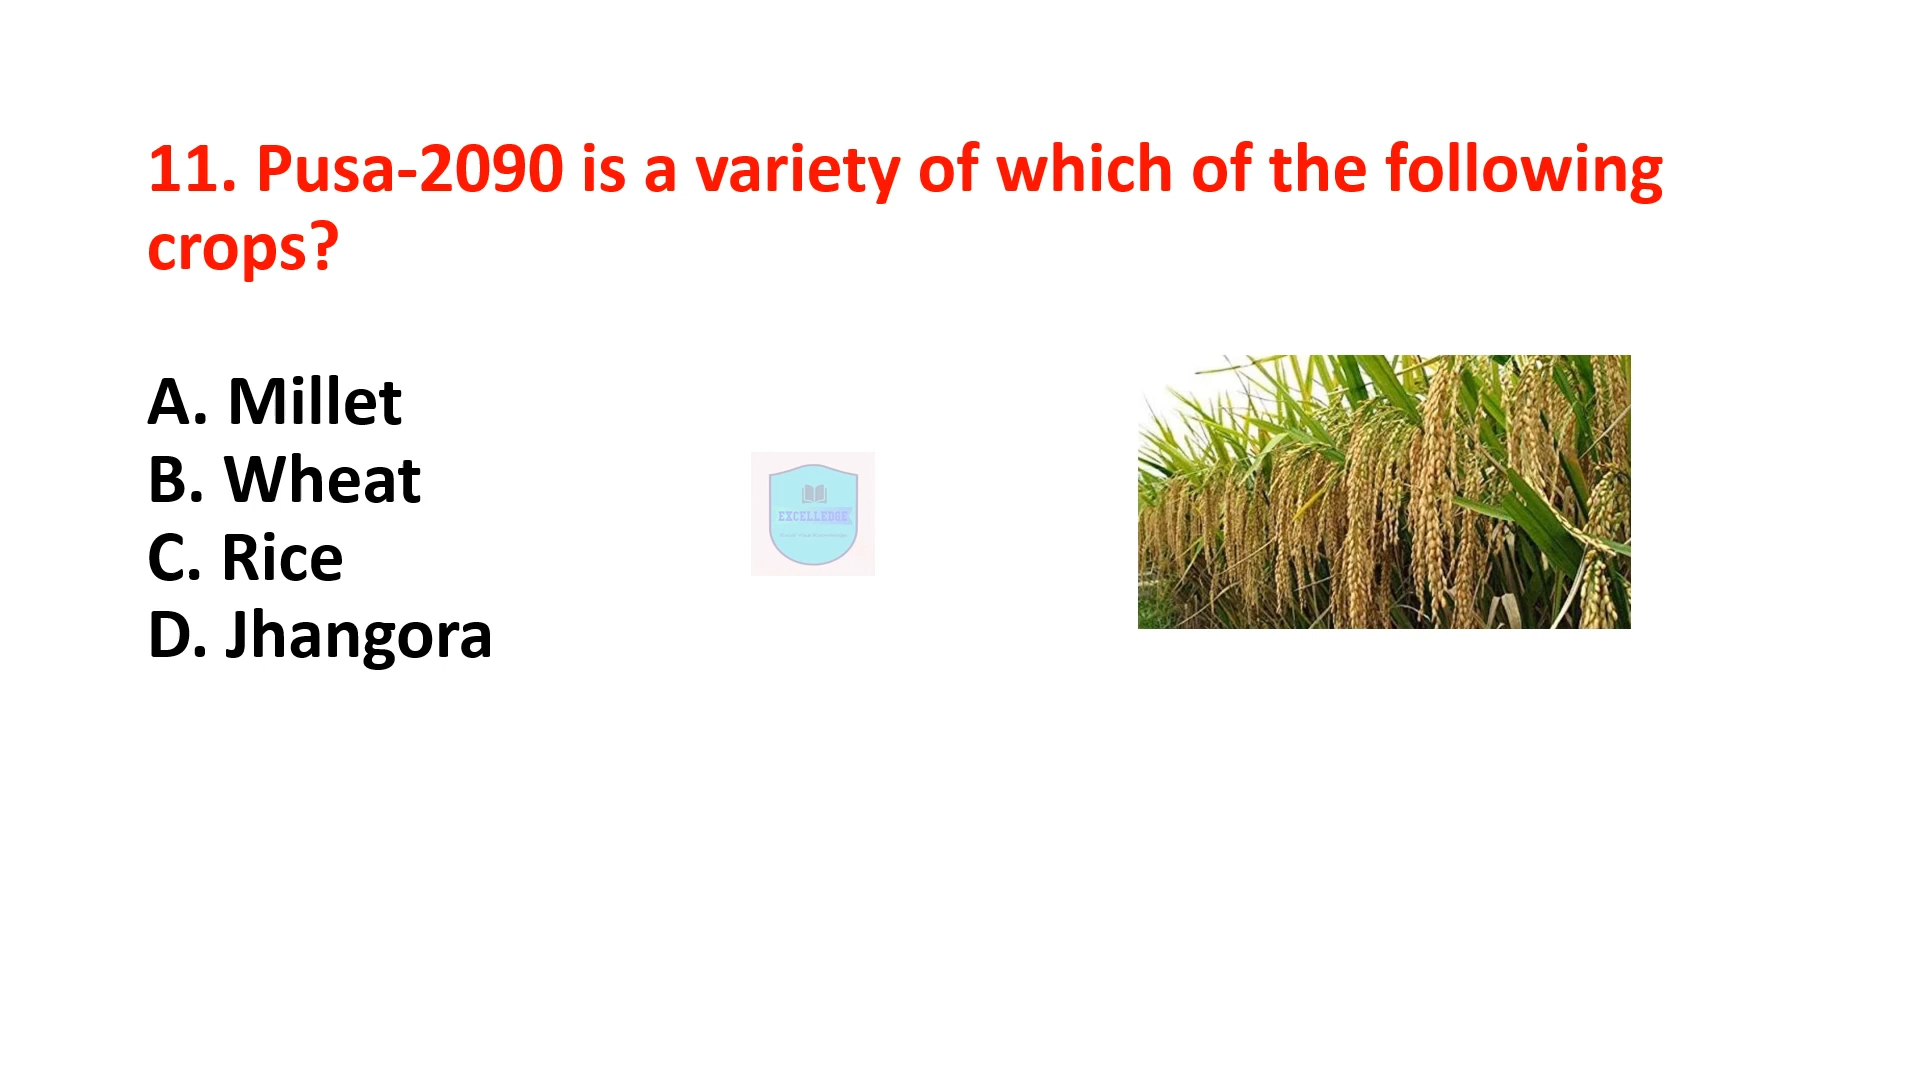 11. Pusa-2090 is a variety of which of the following
crops?
A. Millet
B. Wheat
C. Rice
D. Jhangora
EXCELLEDGE